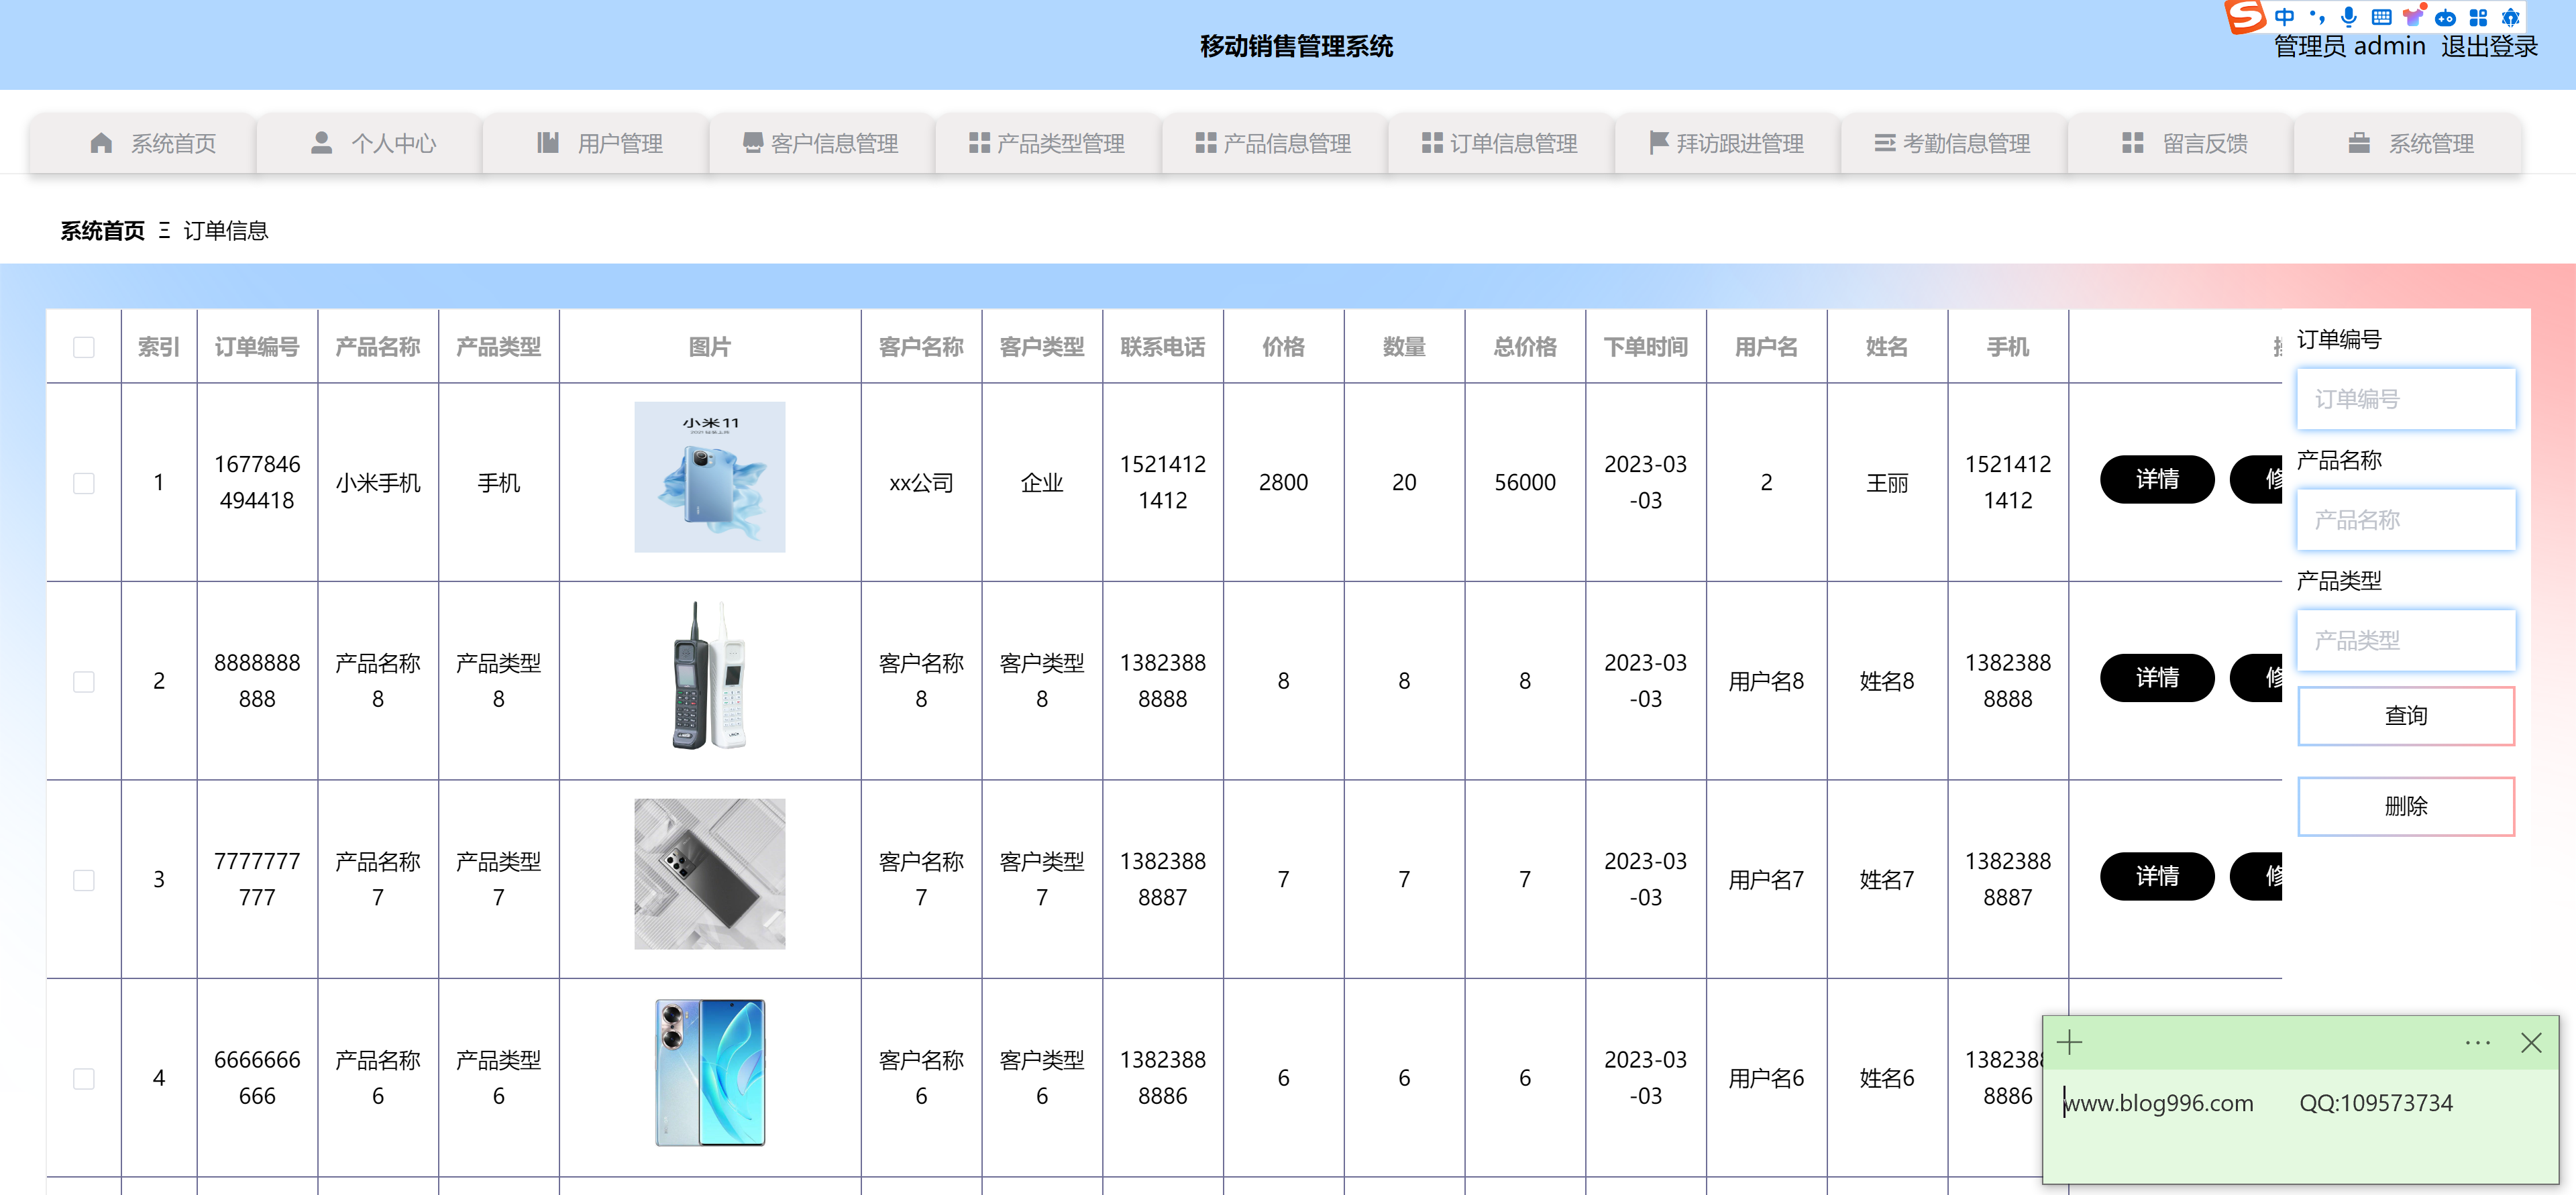 中
移动销售管理系统
管理员 admin 退出登录
系统首页 个人中心 用户管理 客户信息管理 产品类型管理 产品信息管理 订单信息管理 拜访跟进管理 考勤信息管理 留言反馈 系统管理
系统首页 Ξ 订单信息
索引 订单编号 产品名称 产品类型 图片 客户名称 客户类型 联系电话 价格 数量 总价格 下单时间 用户名 姓名 手机
小米11
1 1677846494418 小米手机 手机 xx公司 企业 15214121412 2800 20 56000 2023-03-03 2 王丽 15214121412 详情 修
2 8888888888 产品名称8 产品类型8 客户名称8 客户类型8 13823888888 8 8 8 2023-03-03 用户名8 姓名8 13823888888 详情 修
3 7777777777 产品名称7 产品类型7 客户名称7 客户类型7 13823888887 7 7 7 2023-03-03 用户名7 姓名7 13823888887 详情 修
4 6666666666 产品名称6 产品类型6 客户名称6 客户类型6 13823888886 6 6 6 2023-03-03 用户名6 姓名6 1382388 8886
订单编号
订单编号
产品名称
产品名称
产品类型
产品类型
查询
删除
www.blog996.com QQ:109573734